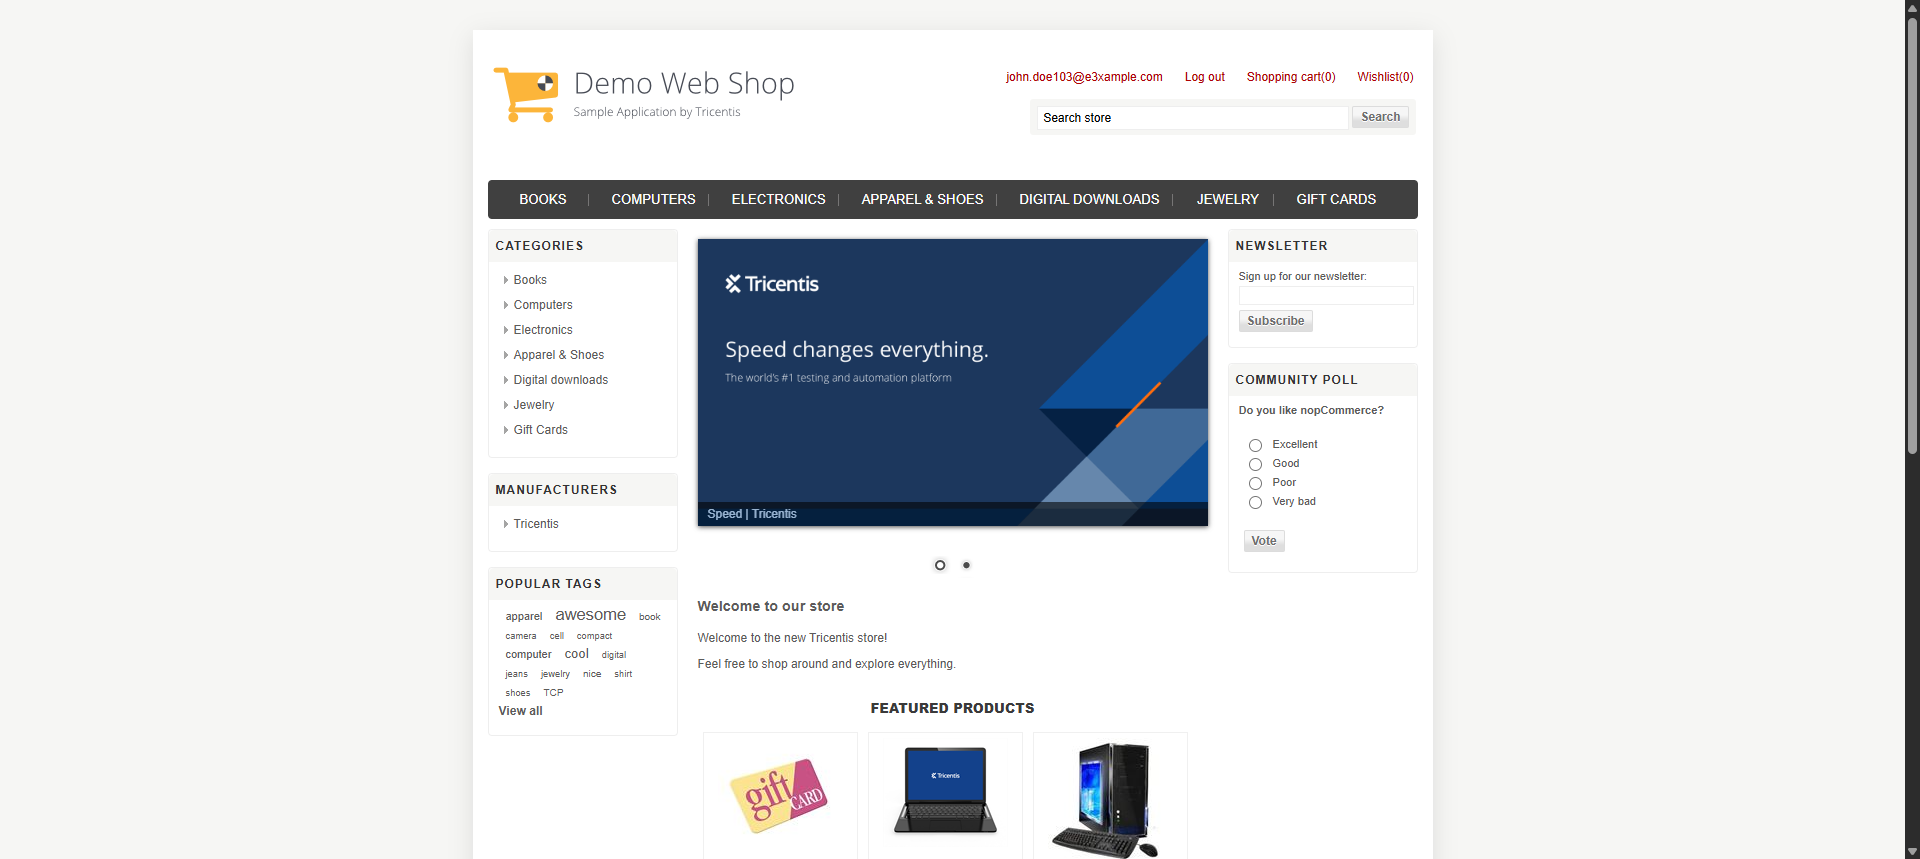 Demo Web Shop
Sample Application by Tricentis
john.doe103@e3xample.com Log out Shopping cart(0) Wishlist(0)
Search store Search
BOOKS COMPUTERS ELECTRONICS APPAREL & SHOES DIGITAL DOWNLOADS JEWELRY GIFT CARDS
CATEGORIES
Books
Computers
Electronics
Apparel & Shoes
Digital downloads
Jewelry
Gift Cards
MANUFACTURERS
Tricentis
POPULAR TAGS
apparel awesome book
camera cell compact
computer cool digital
jeans jewelry nice shirt
shoes TCP
View all
Tricentis
Speed changes everything.
The world's #1 testing and automation platform
Speed | Tricentis
Welcome to our store
Welcome to the new Tricentis store!
Feel free to shop around and explore everything.
FEATURED PRODUCTS
gift CARD
Tricentis
NEWSLETTER
Sign up for our newsletter:
Subscribe
COMMUNITY POLL
Do you like nopCommerce?
Excellent
Good
Poor
Very bad
Vote